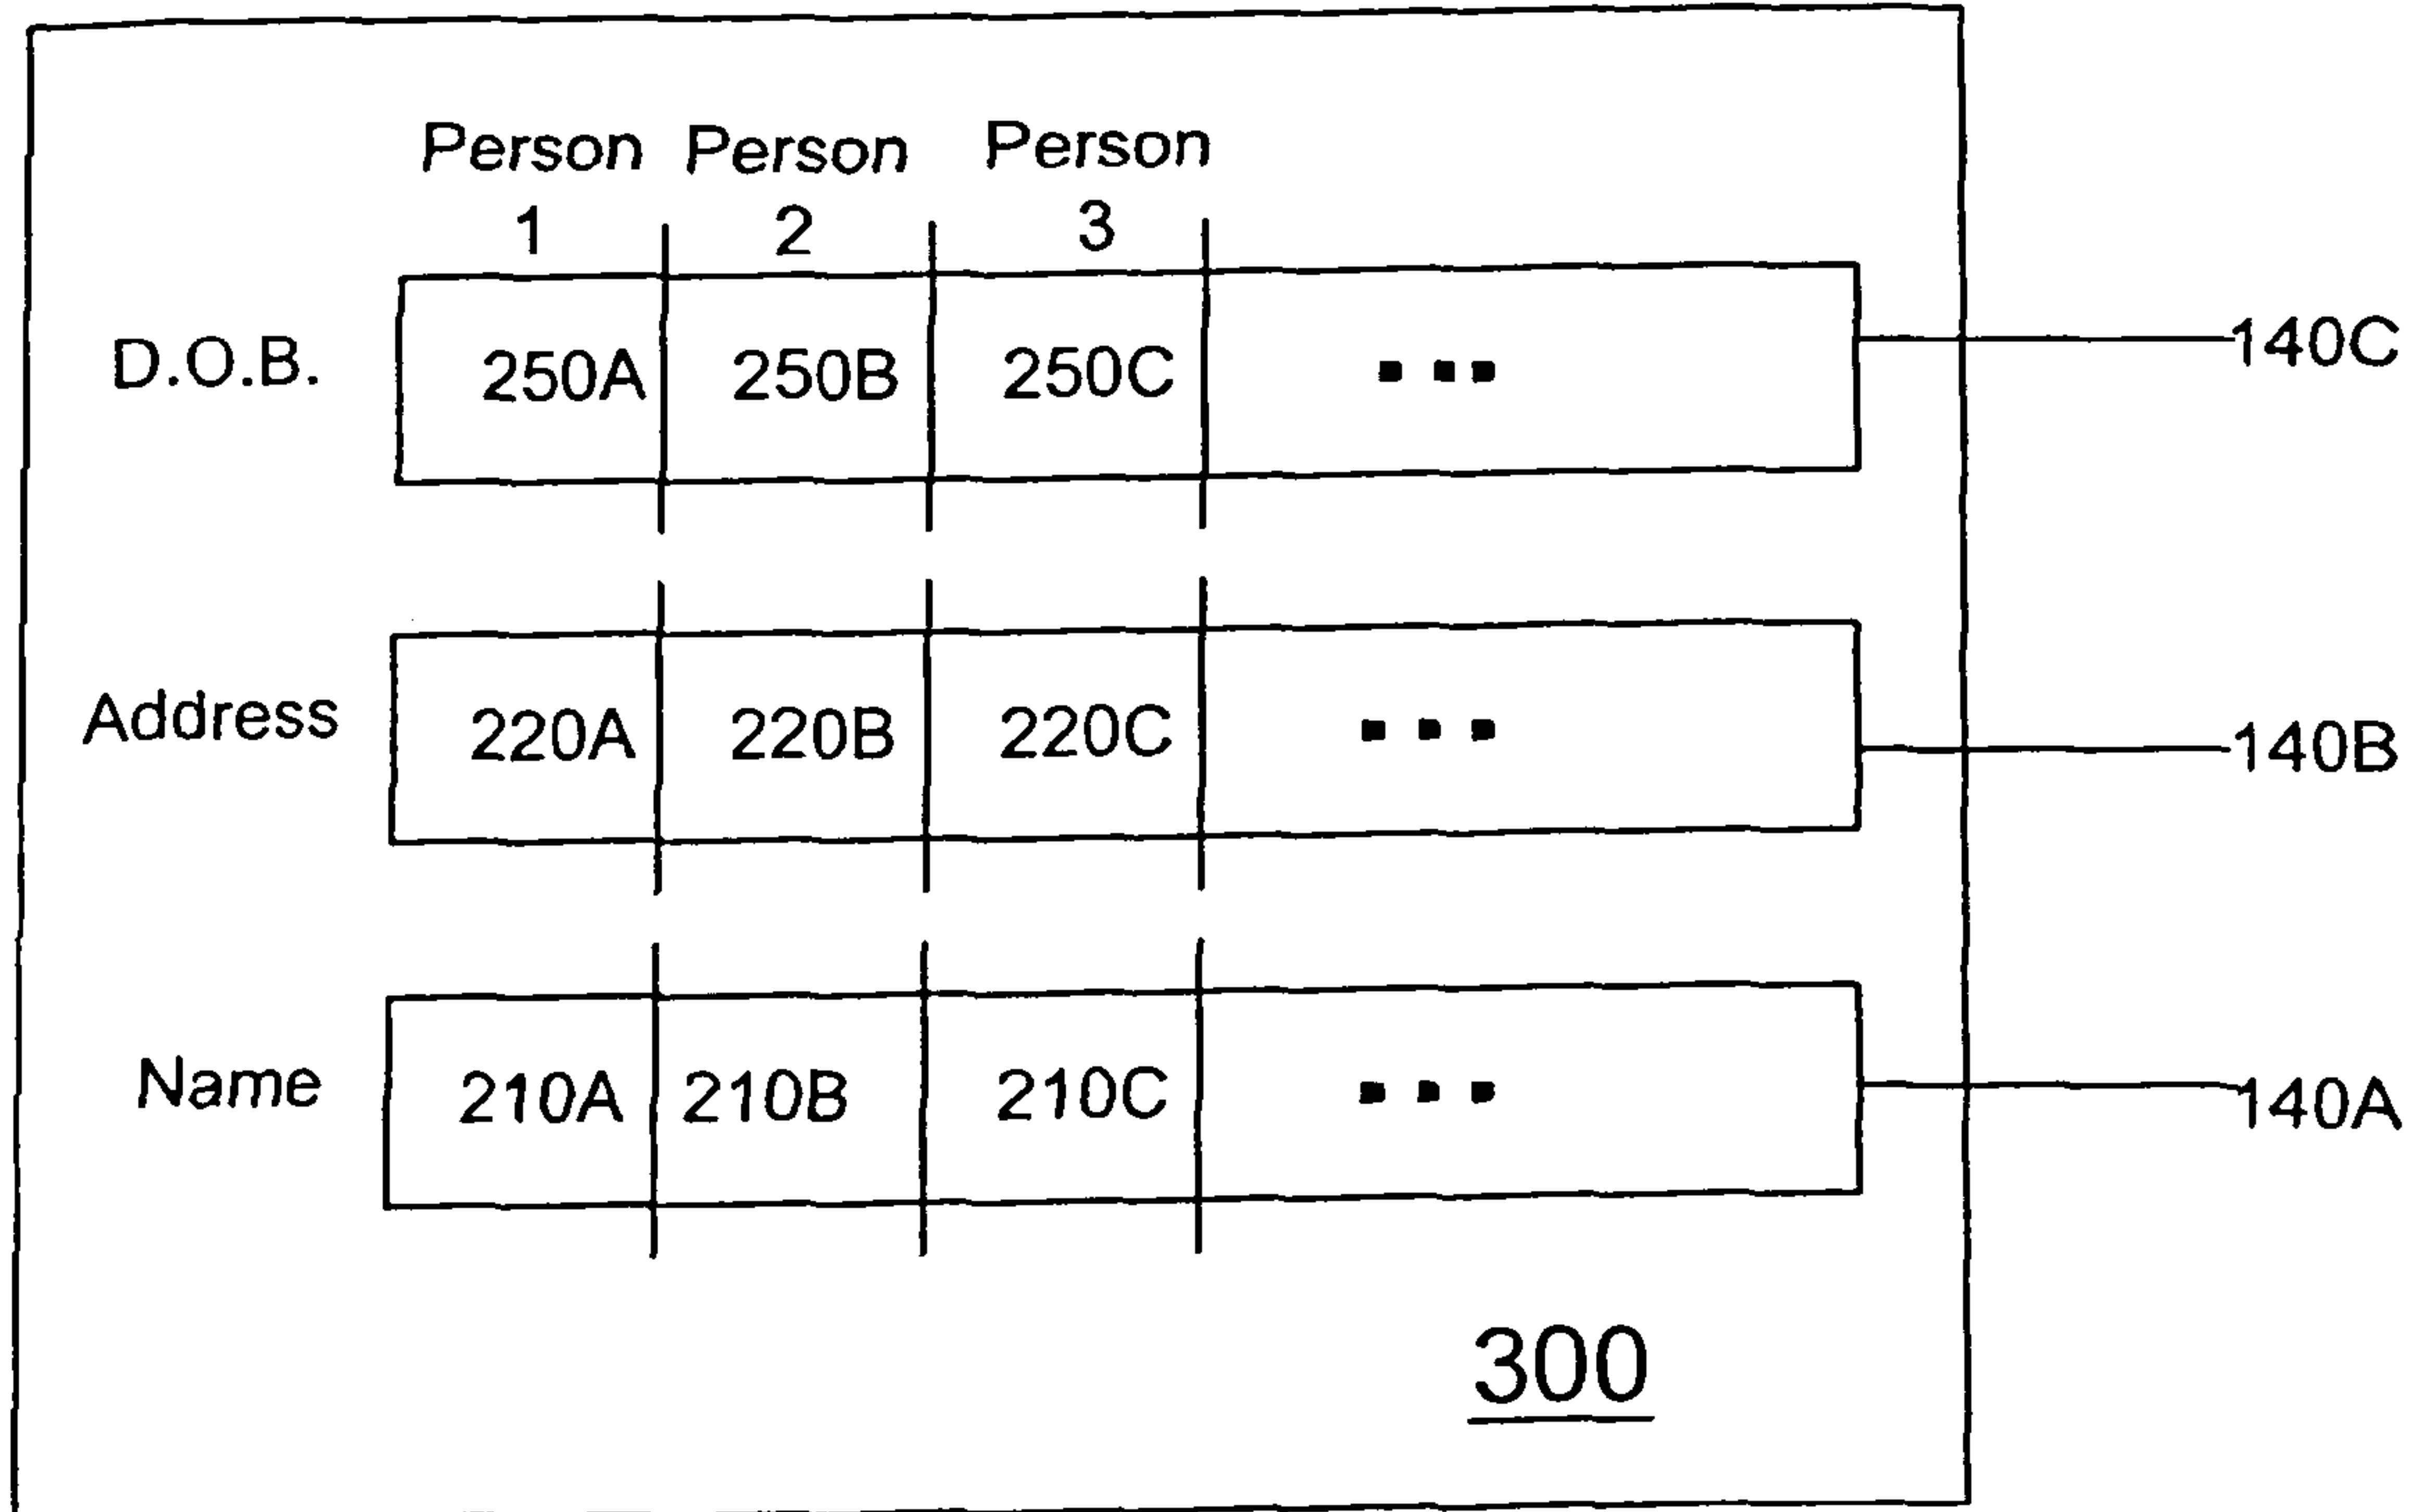 Person Person Person
1 2 3
D.O.B. 250A 250B 250C ... 140C
Address 220A 220B 220C ... 140B
Name 210A 210B 210C ... 140A
300